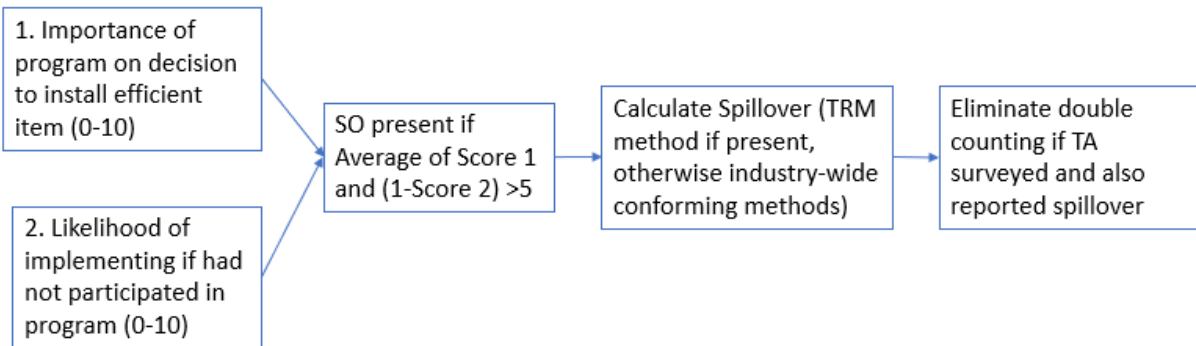 1. Importance of
program on decision
to install efficient
item (0-10)
2. Likelihood of
implementing if had
not participated in
program (0-10)
SO present if
Average of Score 1
and (1-Score 2) >5
Calculate Spillover (TRM
method if present,
otherwise industry-wide
conforming methods)
Eliminate double
counting if TA
surveyed and also
reported spillover